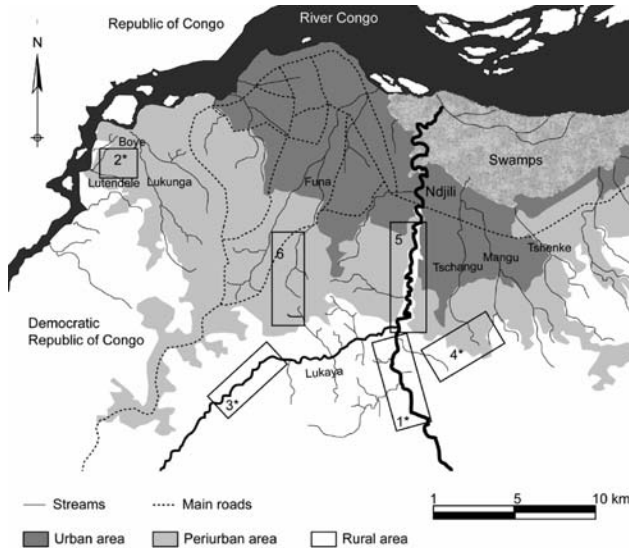 Republic of Congo
River Congo
N
Boye
2*
Lutendele
Lukunga
Funa
Swamps
Ndjili
5
6
Tschangu
Mangu
Tshenke
Democratic
Republic of Congo
Lukaya
4*
3*
1*
Streams
Main roads
1
5
10 km
Urban area
Periurban area
Rural area